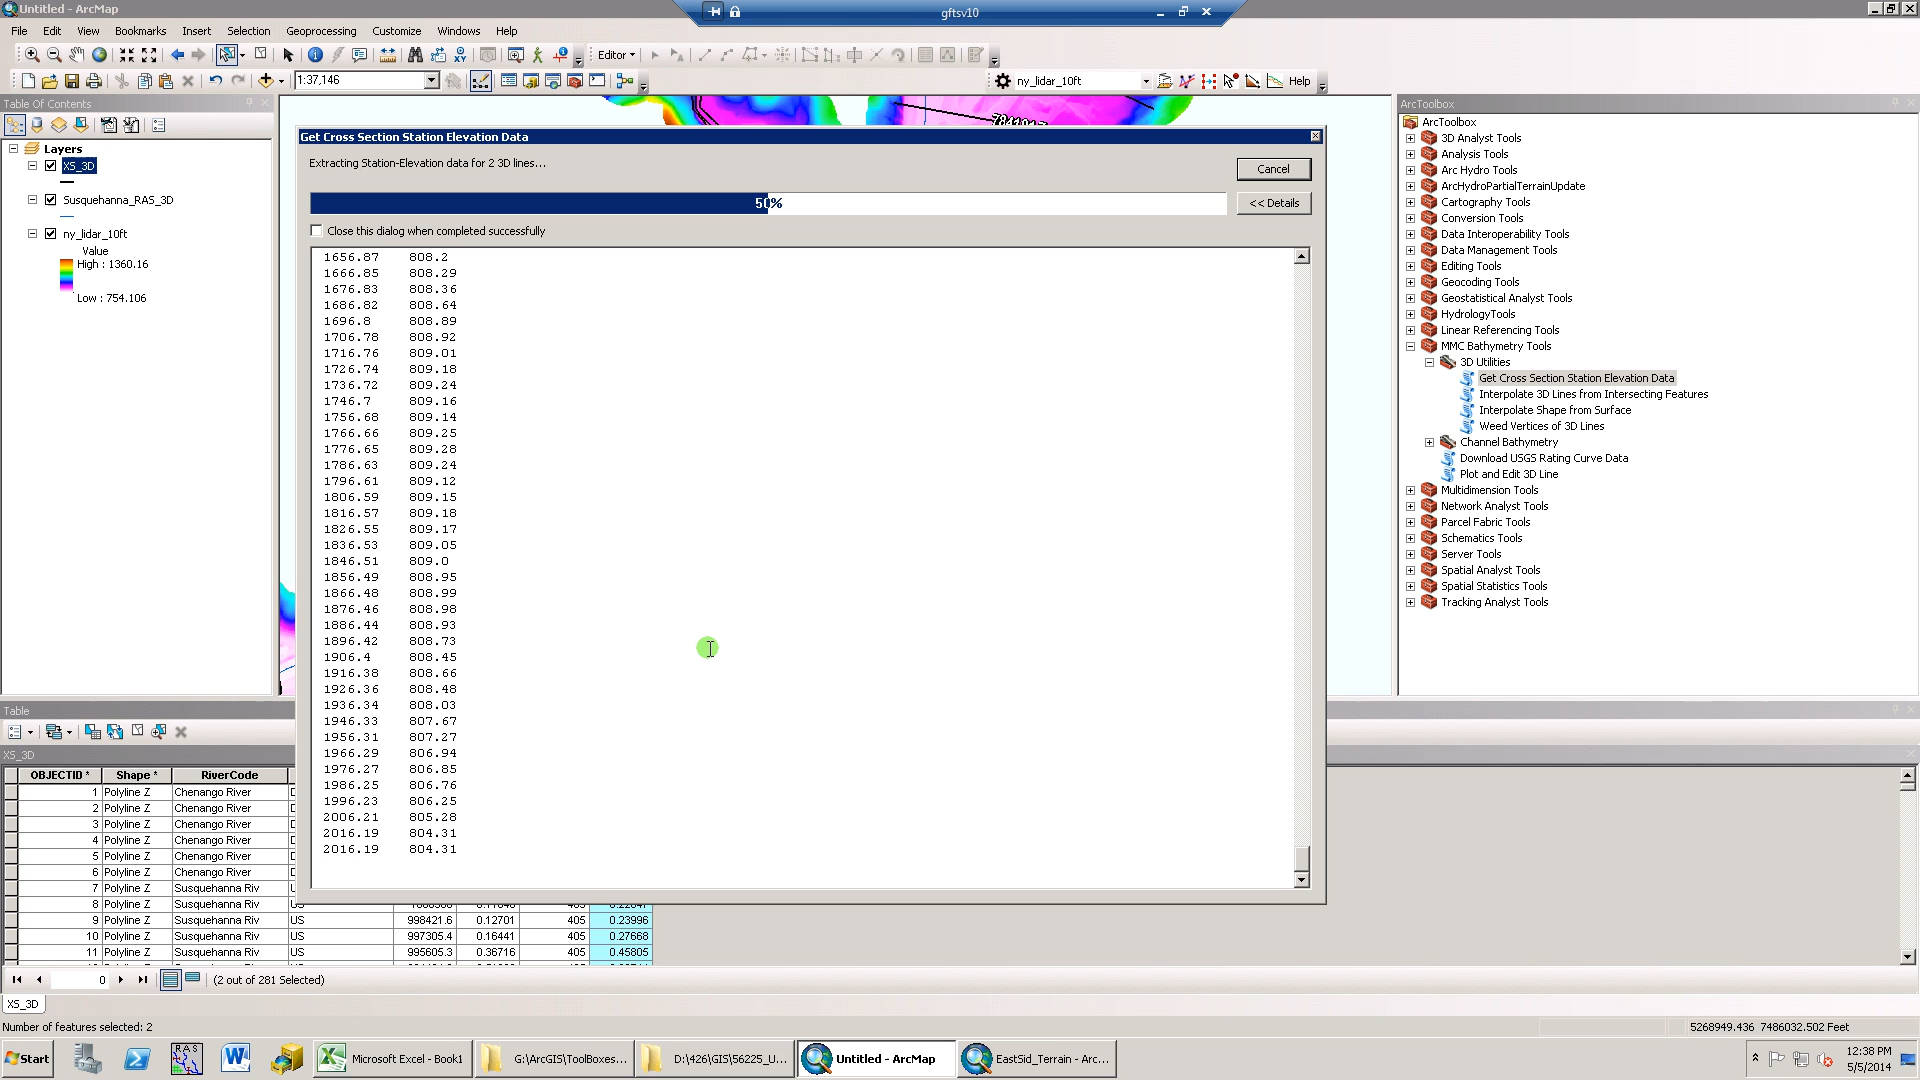 Untitled - ArcMap
gftsv10
File Edit View Bookmarks Insert Selection Geoprocessing Customize Windows Help
Editor
1:37,146
ny_lidar_10ft
Help
Table Of Contents
Layers
XS_3D
Susquehanna_RAS_3D
ny_lidar_10ft
Value
High : 1360.16
Low : 754.106
Get Cross Section Station Elevation Data
Extracting Station-Elevation data for 2 3D lines...
Cancel
50%
<< Details
Close this dialog when completed successfully
1656.87 808.2
1666.85 808.29
1676.83 808.36
1686.82 808.64
1696.8 808.89
1706.78 808.92
1716.76 809.01
1726.74 809.18
1736.72 809.24
1746.7 809.16
1756.68 809.14
1766.66 809.25
1776.65 809.28
1786.63 809.24
1796.61 809.12
1806.59 809.15
1816.57 809.18
1826.55 809.17
1836.53 809.05
1846.51 809.0
1856.49 808.95
1866.48 808.99
1876.46 808.98
1886.44 808.93
1896.42 808.73
1906.4 808.45
1916.38 808.66
1926.36 808.48
1936.34 808.03
1946.33 807.67
1956.31 807.27
1966.29 806.94
1976.27 806.85
1986.25 806.76
1996.23 806.25
2006.21 805.28
2016.19 804.31
2016.19 804.31
ArcToolbox
ArcToolbox
3D Analyst Tools
Analysis Tools
Arc Hydro Tools
ArcHydroPartialTerrainUpdate
Cartography Tools
Conversion Tools
Data Interoperability Tools
Data Management Tools
Editing Tools
Geocoding Tools
Geostatistical Analyst Tools
HydrologyTools
Linear Referencing Tools
MMC Bathymetry Tools
3D Utilities
Get Cross Section Station Elevation Data
Interpolate 3D Lines from Intersecting Features
Interpolate Shape from Surface
Weed Vertices of 3D Lines
Channel Bathymetry
Download USGS Rating Curve Data
Plot and Edit 3D Line
Multidimension Tools
Network Analyst Tools
Parcel Fabric Tools
Schematics Tools
Server Tools
Spatial Analyst Tools
Spatial Statistics Tools
Tracking Analyst Tools
Table
XS_3D
OBJECTID * Shape * RiverCode
1 Polyline Z Chenango River
2 Polyline Z Chenango River
3 Polyline Z Chenango River
4 Polyline Z Chenango River
5 Polyline Z Chenango River
6 Polyline Z Chenango River
7 Polyline Z Susquehanna Riv
8 Polyline Z Susquehanna Riv US
9 Polyline Z Susquehanna Riv US 998421.6 0.12701 405 0.23996
10 Polyline Z Susquehanna Riv US 997305.4 0.16441 405 0.27668
11 Polyline Z Susquehanna Riv US 995605.3 0.36716 405 0.45805
0
(2 out of 281 Selected)
XS_3D
Number of features selected: 2
5268949.436 7486032.502 Feet
Start
RAS
Microsoft Excel - Book1
G:\ArcGIS\ToolBoxes...
D:\426\GIS\56225_U...
Untitled - ArcMap
EastSid_Terrain - Arc...
12:38 PM
5/5/2014